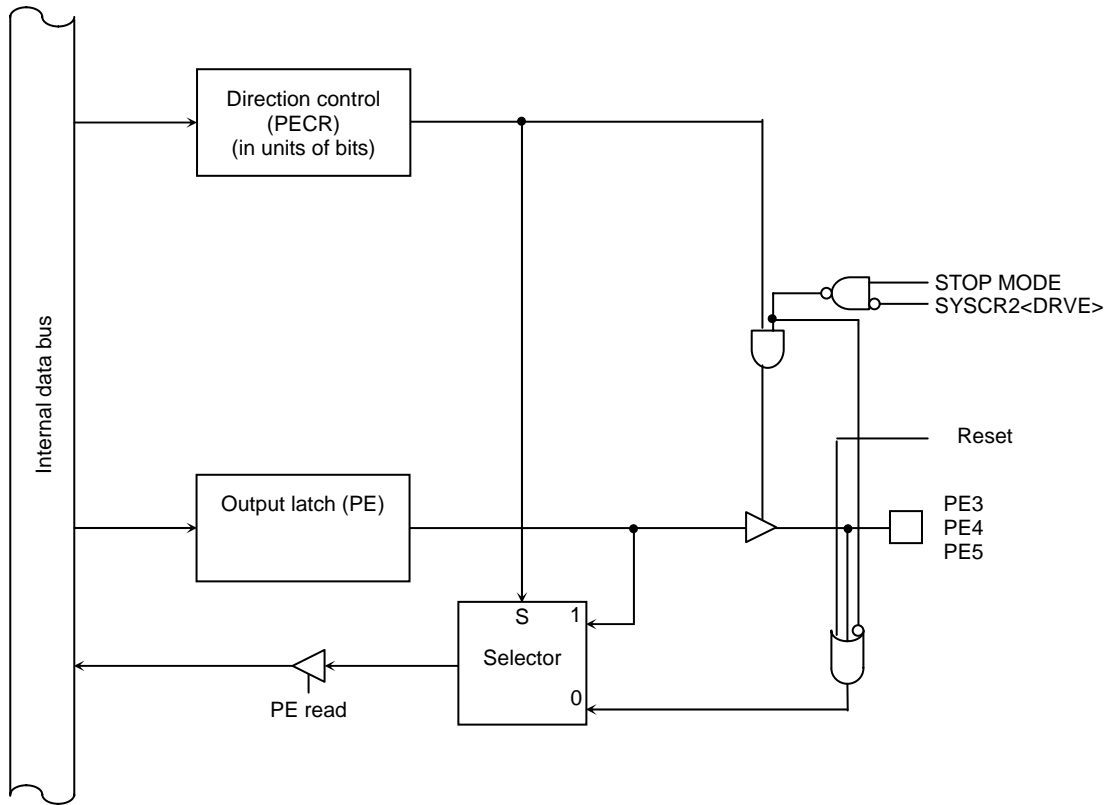 Direction control
(PECR)
(in units of bits)
STOP MODE
SYSCR2<DRVE>
Internal data bus
Reset
Output latch (PE)
PE3
PE4
PE5
S
1
Selector
0
PE read